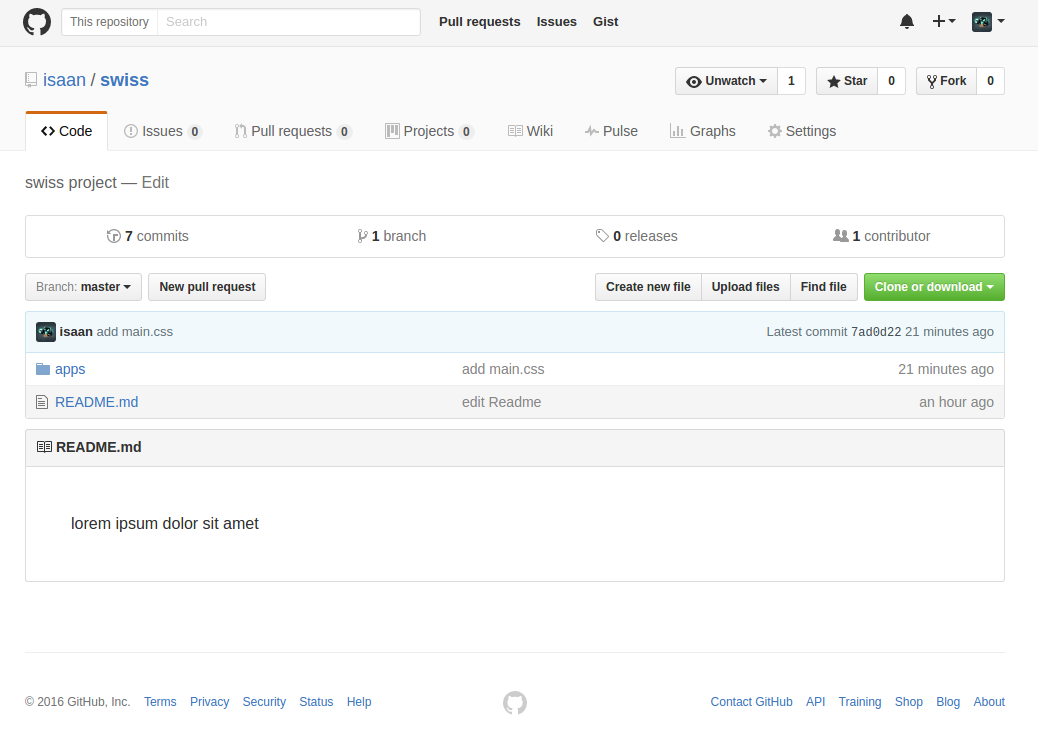 This repository Search Pull requests Issues Gist
isaan / swiss Unwatch 1 Star 0 Fork 0
Code Issues 0 Pull requests 0 Projects 0 Wiki Pulse Graphs Settings
swiss project — Edit
7 commits 1 branch 0 releases 1 contributor
Branch: master New pull request Create new file Upload files Find file Clone or download
isaan add main.css Latest commit 7ad0d22 21 minutes ago
apps add main.css 21 minutes ago
README.md edit Readme an hour ago
README.md
lorem ipsum dolor sit amet
© 2016 GitHub, Inc. Terms Privacy Security Status Help Contact GitHub API Training Shop Blog About